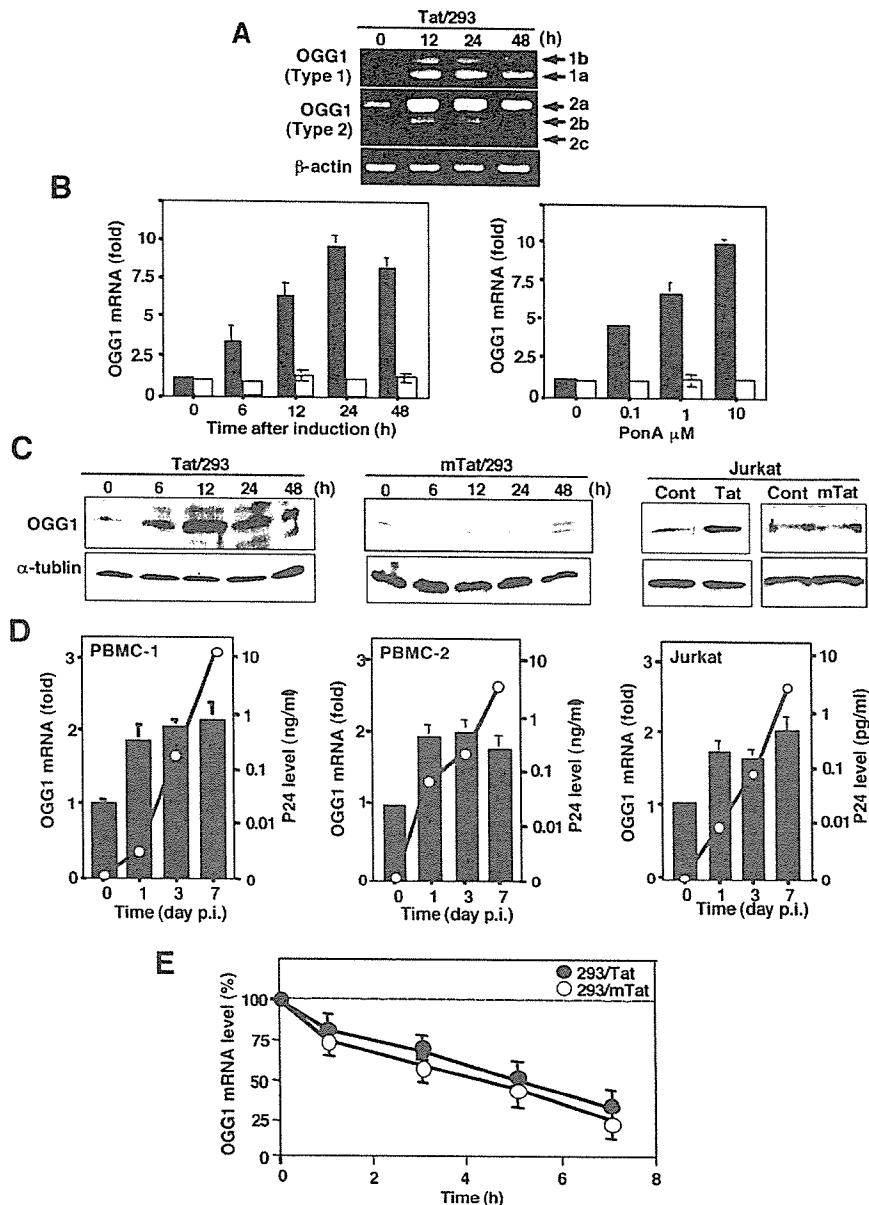 A
Tat/293
0 12 24 48 (h)
OGG1
(Type 1)
1b
1a
OGG1
(Type 2)
2a
2b
2c
β-actin
B
OGG1 mRNA (fold)
10
7.5
5
2.5
0
0 6 12 24 48
Time after induction (h)
OGG1 mRNA (fold)
10
7.5
5
2.5
0
0 0.1 1 10
PonA µM
C
Tat/293
0 6 12 24 48 (h)
mTat/293
0 6 12 24 48 (h)
Jurkat
Cont Tat Cont mTat
OGG1
α-tublin
D
PBMC-1
OGG1 mRNA (fold)
3
2
1
0
10
1
0.1
0.01
0
P24 level (ng/ml)
0 1 3 7
Time (day p.i.)
PBMC-2
OGG1 mRNA (fold)
3
2
1
0
10
1
0.1
0.01
0
P24 level (ng/ml)
0 1 3 7
Time (day p.i.)
Jurkat
OGG1 mRNA (fold)
3
2
1
0
10
1
0.1
0.01
0
P24 level (pg/ml)
0 1 3 7
Time (day p.i.)
E
293/Tat
293/mTat
OGG1 mRNA level (%)
100
75
50
25
0
0 2 4 6 8
Time (h)